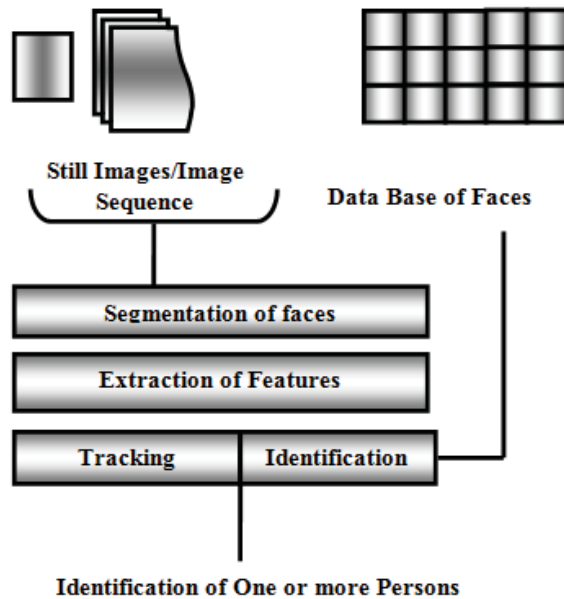 Still Images/Image
Sequence
Data Base of Faces
Segmentation of faces
Extraction of Features
Tracking
Identification
Identification of One or more Persons